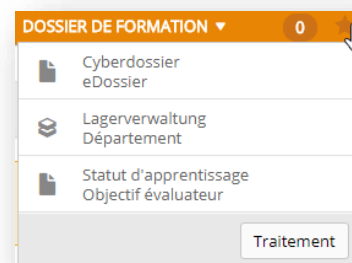 DOSSIER DE FORMATION ▼ 0
Cyberdossier
eDossier
Lagerverwaltung
Département
Statut d'apprentissage
Objectif évaluateur
Traitement